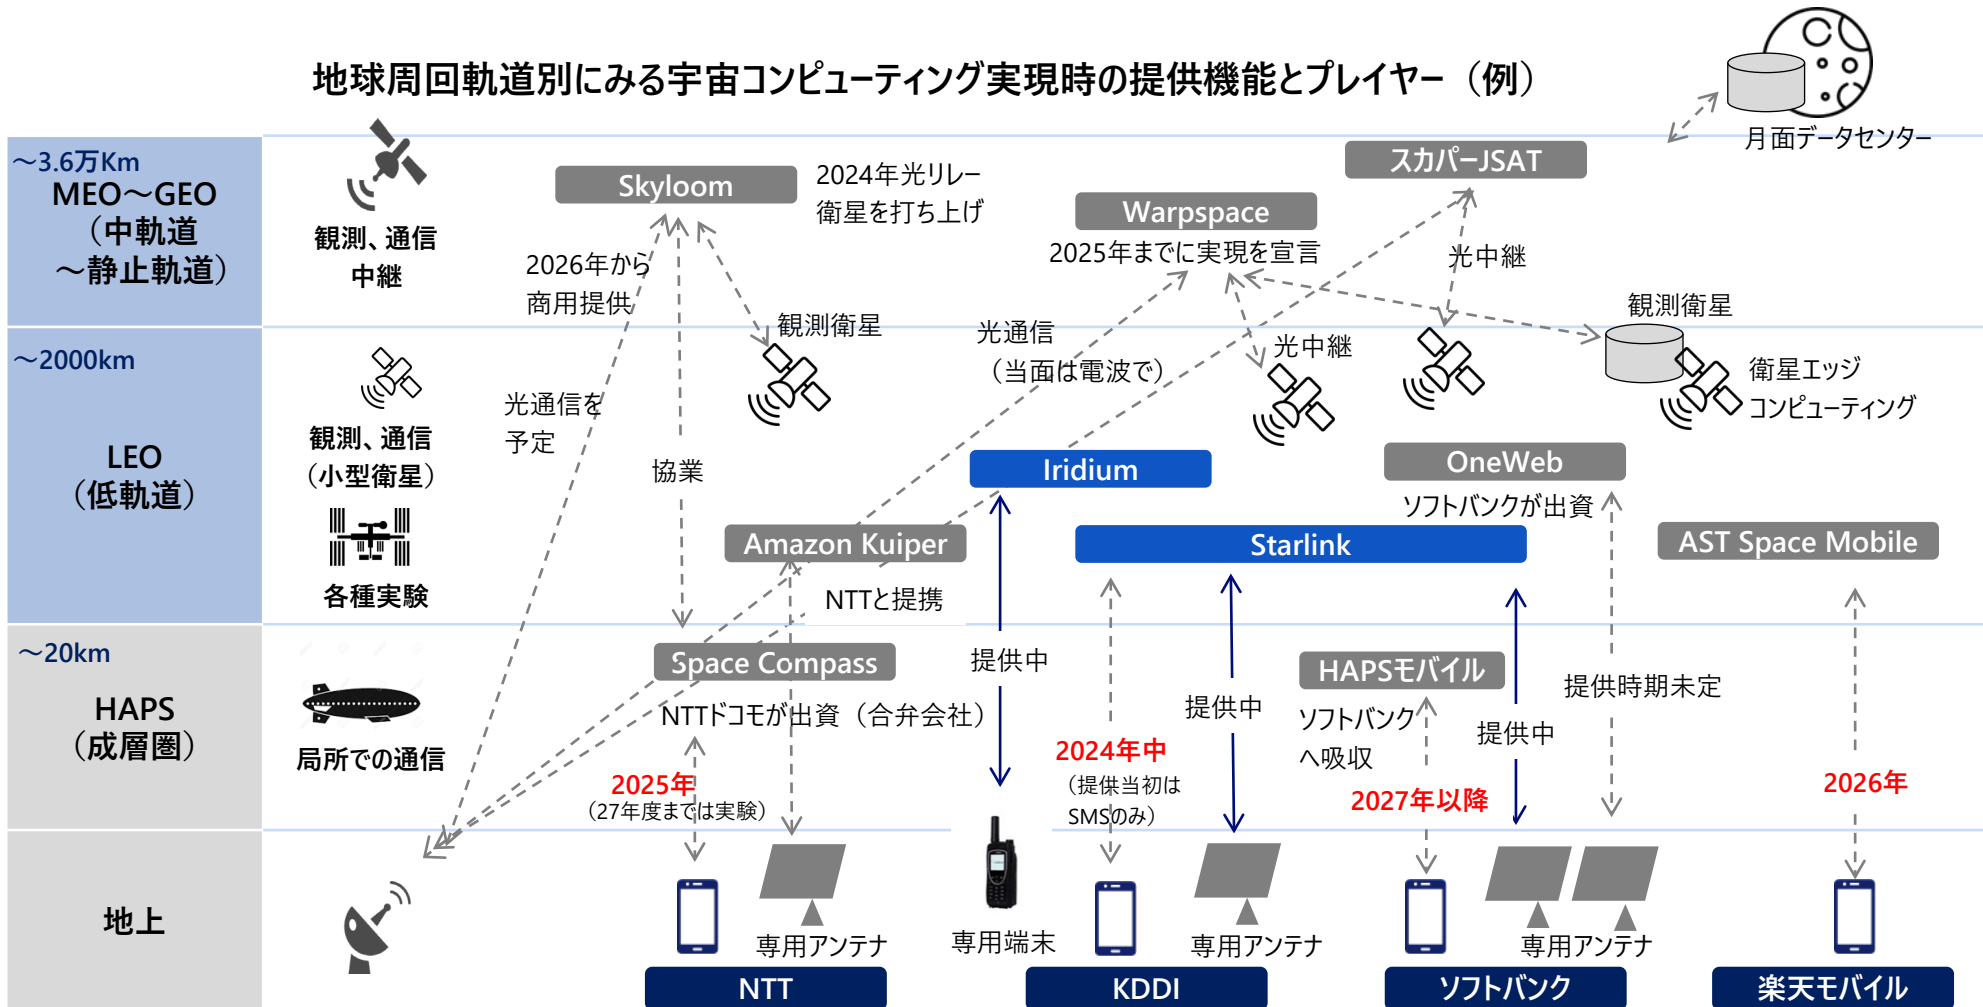 地球周回軌道別にみる宇宙コンピューティング実現時の提供機能とプレイヤー（例）
月面データセンター
～3.6万Km
MEO～GEO
（中軌道
～静止軌道）
観測、通信
中継
Skyloom
2024年光リレー
衛星を打ち上げ
2026年から
商用提供
Warpspace
2025年までに実現を宣言
スカパーJSAT
光中継
観測衛星
～2000km
LEO
（低軌道）
観測、通信
（小型衛星）
各種実験
光通信を
予定
協業
観測衛星
光通信
（当面は電波で）
光中継
衛星エッジ
コンピューティング
Iridium
OneWeb
ソフトバンクが出資
Amazon Kuiper
NTTと提携
Starlink
AST Space Mobile
～20km
HAPS
（成層圏）
局所での通信
Space Compass
NTTドコモが出資（合弁会社）
2025年
（27年度までは実験）
提供中
2024年中
（提供当初は
SMSのみ）
提供中
HAPSモバイル
ソフトバンク
へ吸収
2027年以降
提供中
提供時期未定
2026年
地上
専用アンテナ
専用端末
専用アンテナ
専用アンテナ
NTT
KDDI
ソフトバンク
楽天モバイル